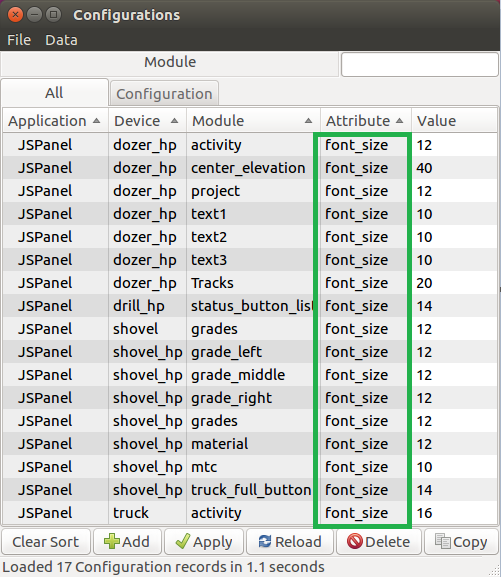 Configurations
File Data
Module
All Configuration
Application Device Module Attribute Value
JSPanel dozer_hp activity font_size 12
JSPanel dozer_hp center_elevation font_size 40
JSPanel dozer_hp project font_size 12
JSPanel dozer_hp text1 font_size 10
JSPanel dozer_hp text2 font_size 10
JSPanel dozer_hp text3 font_size 10
JSPanel dozer_hp Tracks font_size 20
JSPanel drill_hp status_button_list font_size 14
JSPanel shovel grades font_size 12
JSPanel shovel_hp grade_left font_size 12
JSPanel shovel_hp grade_middle font_size 12
JSPanel shovel_hp grade_right font_size 12
JSPanel shovel_hp grades font_size 12
JSPanel shovel_hp material font_size 12
JSPanel shovel_hp mtc font_size 10
JSPanel shovel_hp truck_full_button font_size 14
JSPanel truck activity font_size 16
Clear Sort Add Apply Reload Delete Copy
Loaded 17 Configuration records in 1.1 seconds